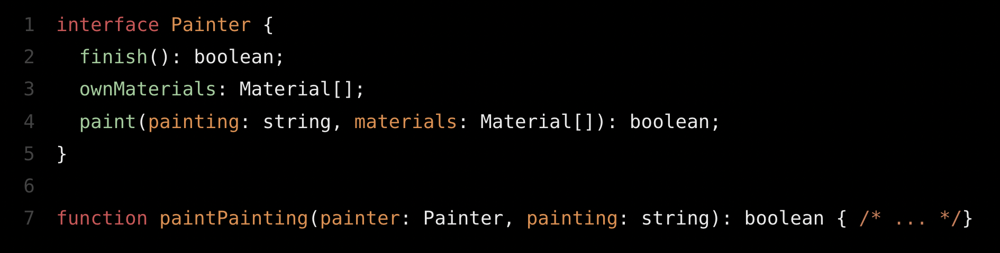 1 interface Painter {
2   finish(): boolean;
3   ownMaterials: Material[];
4   paint(painting: string, materials: Material[]): boolean;
5 }
6
7 function paintPainting(painter: Painter, painting: string): boolean { /* ... */}